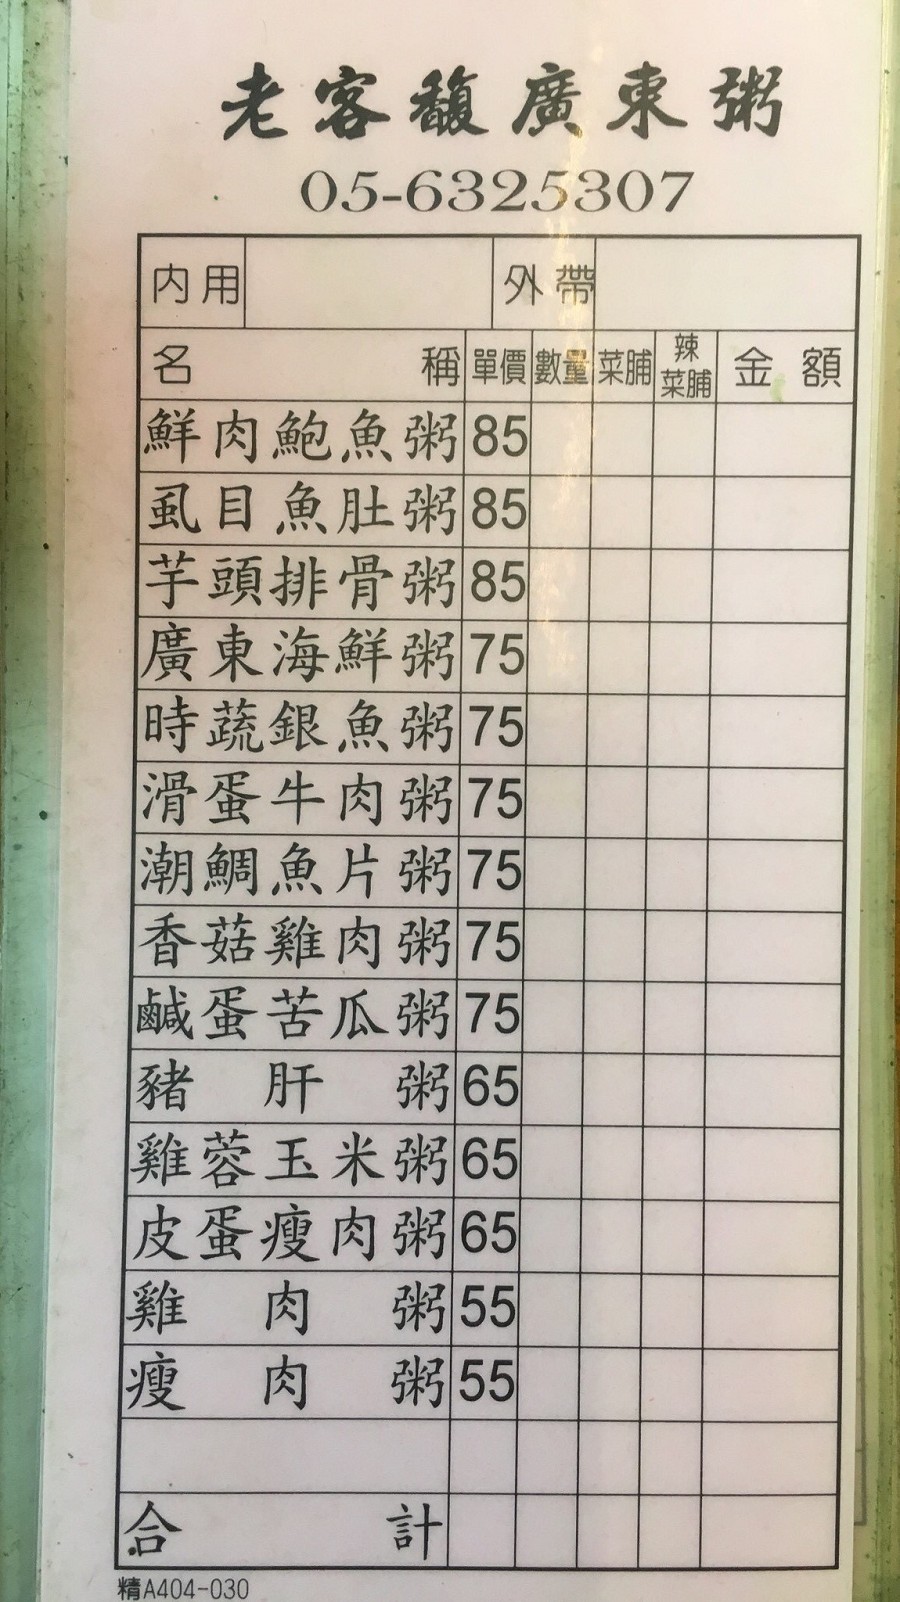 老客馥廣東粥
05-6325307
內用 外帶
名稱 單價 數量 菜脯 辣菜脯 金額
鮮肉鮑魚粥 85
虱目魚肚粥 85
芋頭排骨粥 85
廣東海鮮粥 75
時蔬銀魚粥 75
滑蛋牛肉粥 75
潮鯛魚片粥 75
香菇雞肉粥 75
鹹蛋苦瓜粥 75
豬肝粥 65
雞蓉玉米粥 65
皮蛋瘦肉粥 65
雞肉粥 55
瘦肉粥 55
合計
精A404-030